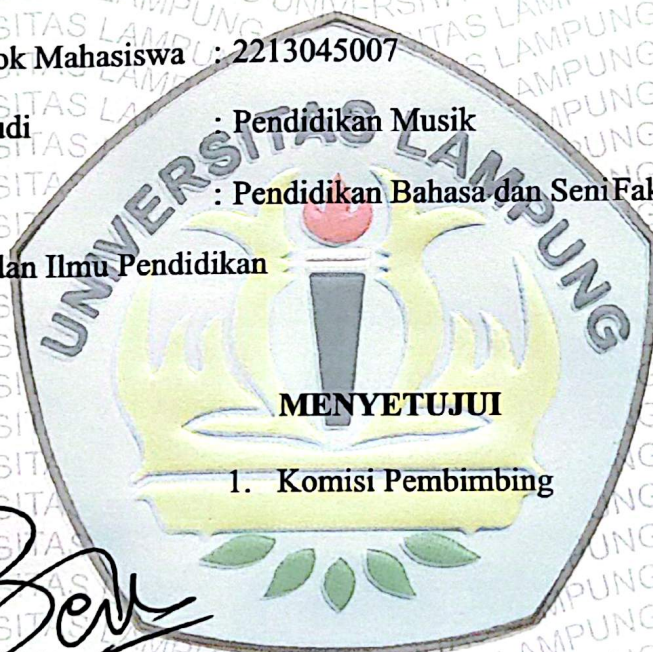 ok Mahasiswa : 2213045007
udi : Pendidikan Musik
: Pendidikan Bahasa dan Seni Fak
dan Ilmu Pendidikan
UNIVERSITAS LAMPUNG
MENYETUJUI
1. Komisi Pembimbing